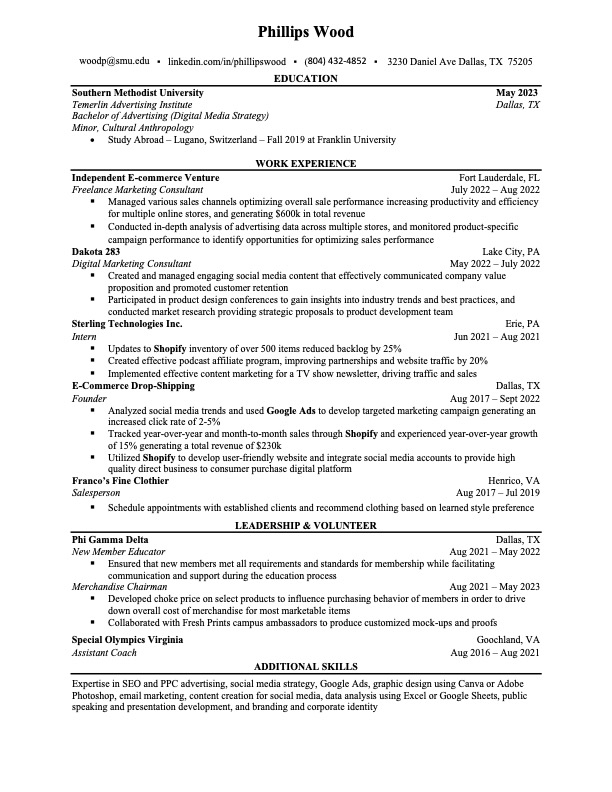 Phillips Wood
woodp@smu.edu ▪ linkedin.com/in/phillipswood ▪ (804) 432-4852 ▪ 3230 Daniel Ave Dallas, TX 75205
EDUCATION
Southern Methodist University May 2023
Temerlin Advertising Institute Dallas, TX
Bachelor of Advertising (Digital Media Strategy)
Minor, Cultural Anthropology
• Study Abroad – Lugano, Switzerland – Fall 2019 at Franklin University
WORK EXPERIENCE
Independent E-commerce Venture Fort Lauderdale, FL
Freelance Marketing Consultant July 2022 – Aug 2022
▪ Managed various sales channels optimizing overall sale performance increasing productivity and efficiency
for multiple online stores, and generating $600k in total revenue
▪ Conducted in-depth analysis of advertising data across multiple stores, and monitored product-specific
campaign performance to identify opportunities for optimizing sales performance
Dakota 283 Lake City, PA
Digital Marketing Consultant May 2022 – July 2022
▪ Created and managed engaging social media content that effectively communicated company value
proposition and promoted customer retention
▪ Participated in product design conferences to gain insights into industry trends and best practices, and
conducted market research providing strategic proposals to product development team
Sterling Technologies Inc. Erie, PA
Intern Jun 2021 – Aug 2021
▪ Updates to Shopify inventory of over 500 items reduced backlog by 25%
▪ Created effective podcast affiliate program, improving partnerships and website traffic by 20%
▪ Implemented effective content marketing for a TV show newsletter, driving traffic and sales
E-Commerce Drop-Shipping Dallas, TX
Founder Aug 2017 – Sept 2022
▪ Analyzed social media trends and used Google Ads to develop targeted marketing campaign generating an
increased click rate of 2-5%
▪ Tracked year-over-year and month-to-month sales through Shopify and experienced year-over-year growth
of 15% generating a total revenue of $230k
▪ Utilized Shopify to develop user-friendly website and integrate social media accounts to provide high
quality direct business to consumer purchase digital platform
Franco’s Fine Clothier Henrico, VA
Salesperson Aug 2017 – Jul 2019
▪ Schedule appointments with established clients and recommend clothing based on learned style preference
LEADERSHIP & VOLUNTEER
Phi Gamma Delta Dallas, TX
New Member Educator Aug 2021 – May 2022
▪ Ensured that new members met all requirements and standards for membership while facilitating
communication and support during the education process
Merchandise Chairman Aug 2021 – May 2023
▪ Developed choke price on select products to influence purchasing behavior of members in order to drive
down overall cost of merchandise for most marketable items
▪ Collaborated with Fresh Prints campus ambassadors to produce customized mock-ups and proofs
Special Olympics Virginia Goochland, VA
Assistant Coach Aug 2016 – Aug 2021
ADDITIONAL SKILLS
Expertise in SEO and PPC advertising, social media strategy, Google Ads, graphic design using Canva or Adobe
Photoshop, email marketing, content creation for social media, data analysis using Excel or Google Sheets, public
speaking and presentation development, and branding and corporate identity